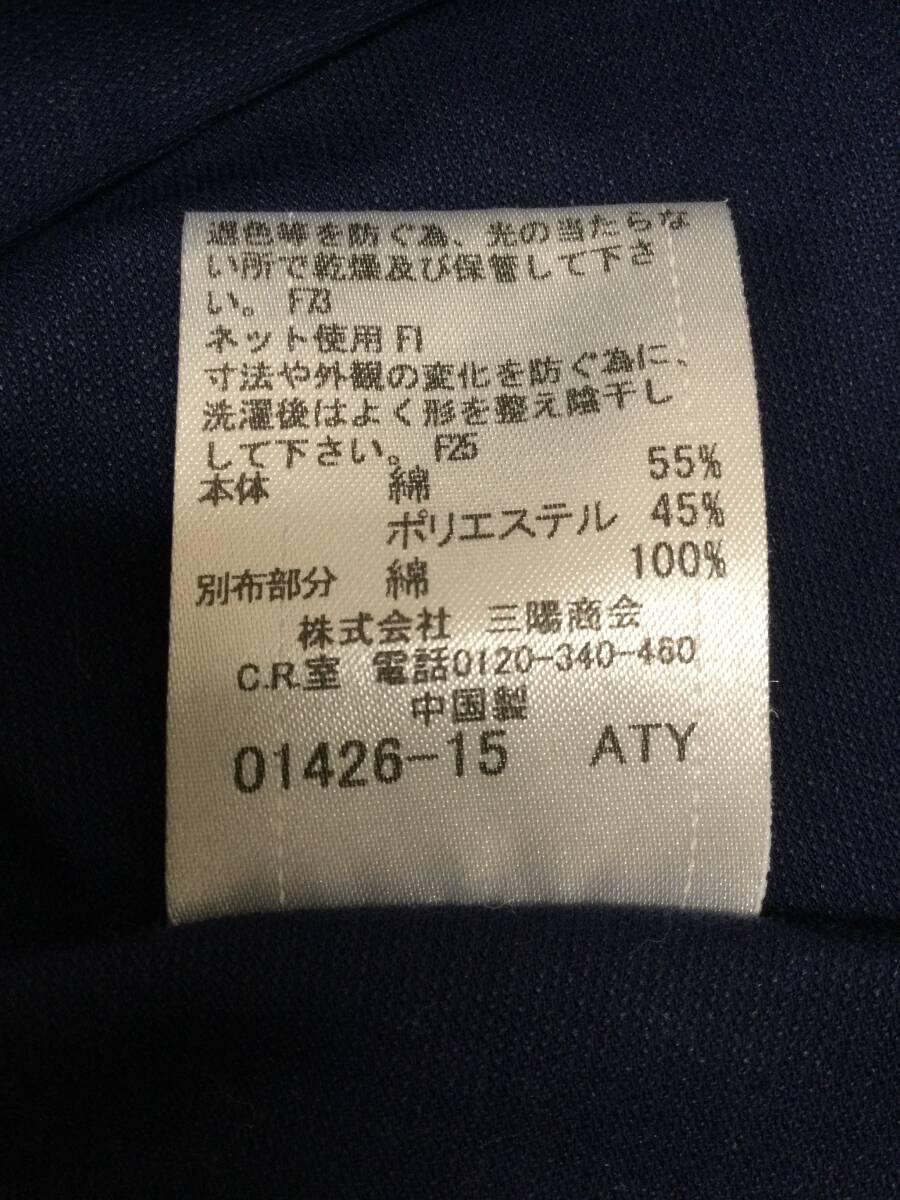 退色等を防ぐ為、光の当たらな
い所で乾燥及び保管して下さ
い。 F73
ネット使用 F1
寸法や外観の変化を防ぐ為に、
洗濯後はよく形を整え陰干し
して下さい。 F25
本体 綿 55%
ポリエステル 45%
別布部分 綿 100%
株式会社 三陽商会
C.R.室 電話0120-340-460
中国製
01426-15 ATY